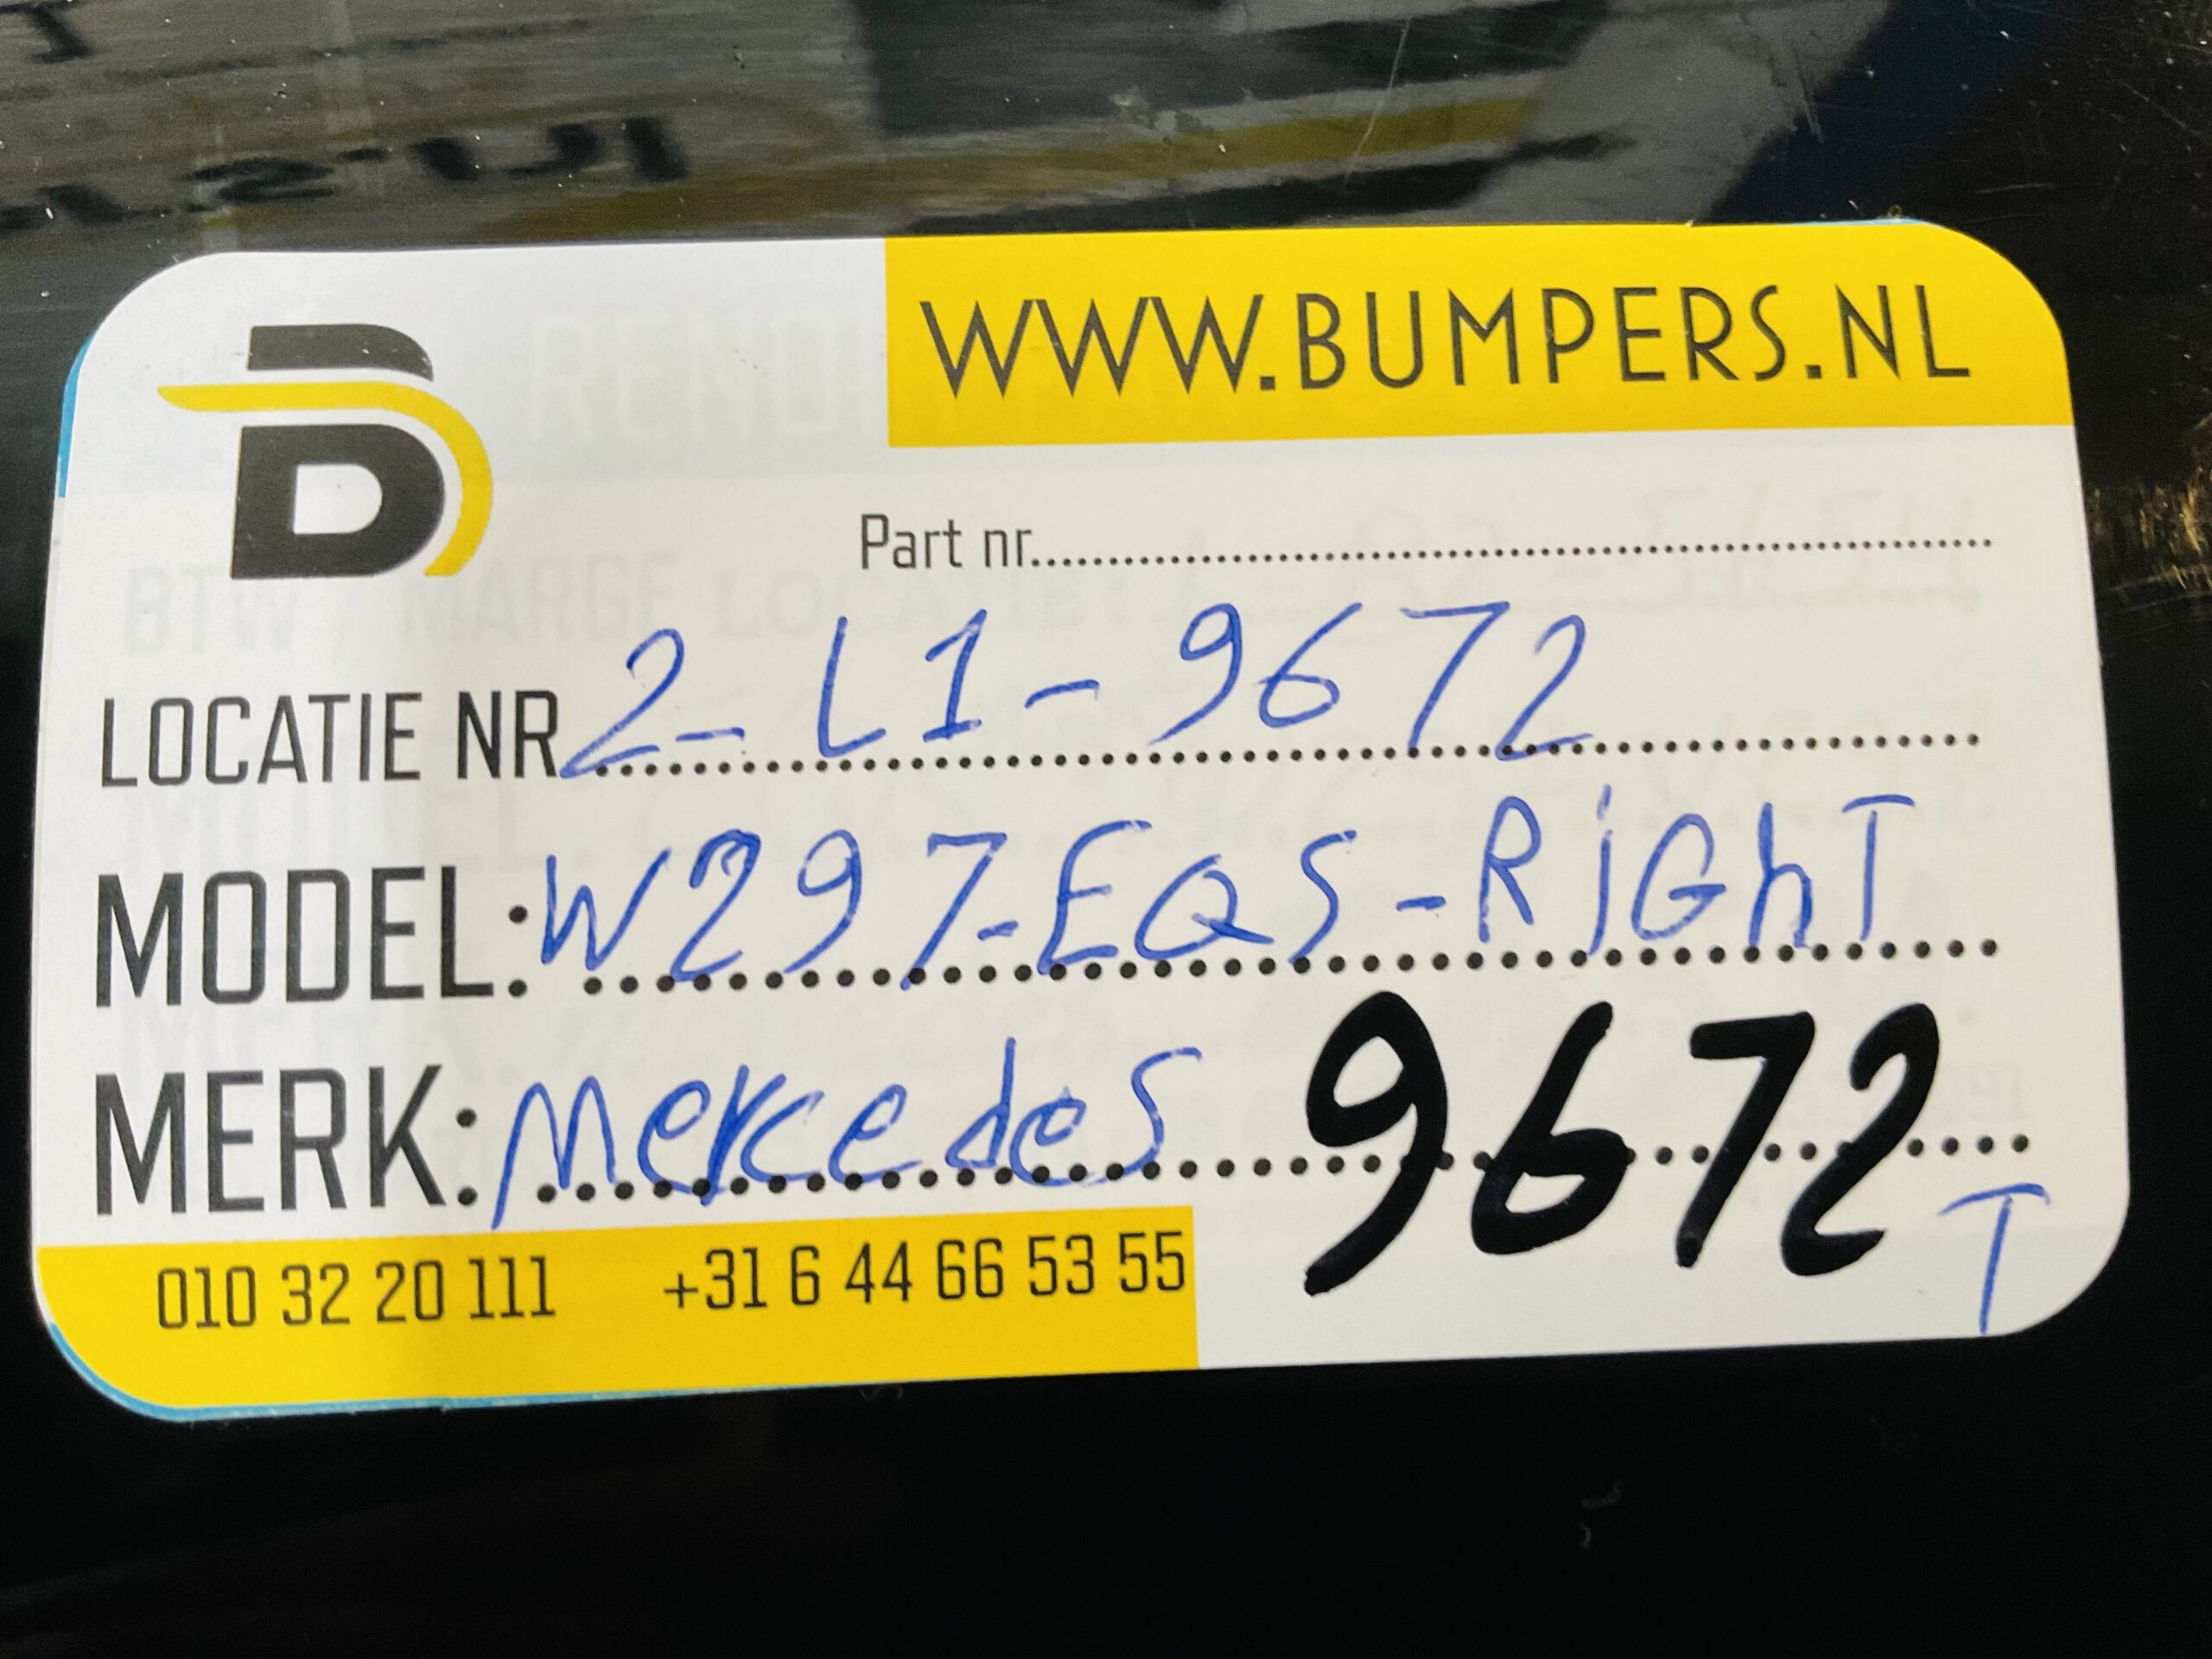 WWW.BUMPERS.NL
Part nr.
LOCATIE NR 2-L1-9672
MODEL: W297-EQS-RiGhT
MERK: Mercedes 9672
T
010 32 20 111 +31 6 44 66 53 55